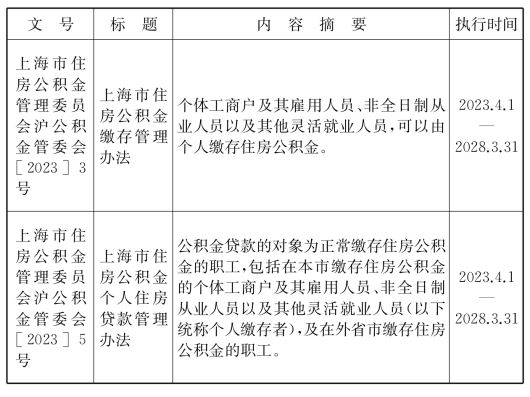 文 号
标 题
内 容 摘 要
执行时间
上海市住
房公积金
管理委员
会沪公积
金管委会
［2023］3
号
上海市住
房公积金
缴存管理
办法
个体工商户及其雇用人员、非全日制从
业人员以及其他灵活就业人员,可以由
个人缴存住房公积金。
2023.4.1
—
2028.3.31
上海市住
房公积金
管理委员
会沪公积
金管委会
［2023］5
号
上海市住
房公积金
个人住房
贷款管理
办法
公积金贷款的对象为正常缴存住房公积
金的职工,包括在本市缴存住房公积金
的个体工商户及其雇用人员、非全日制
从业人员以及其他灵活就业人员(以下
统称个人缴存者),及在外省市缴存住房
公积金的职工。
2023.4.1
—
2028.3.31